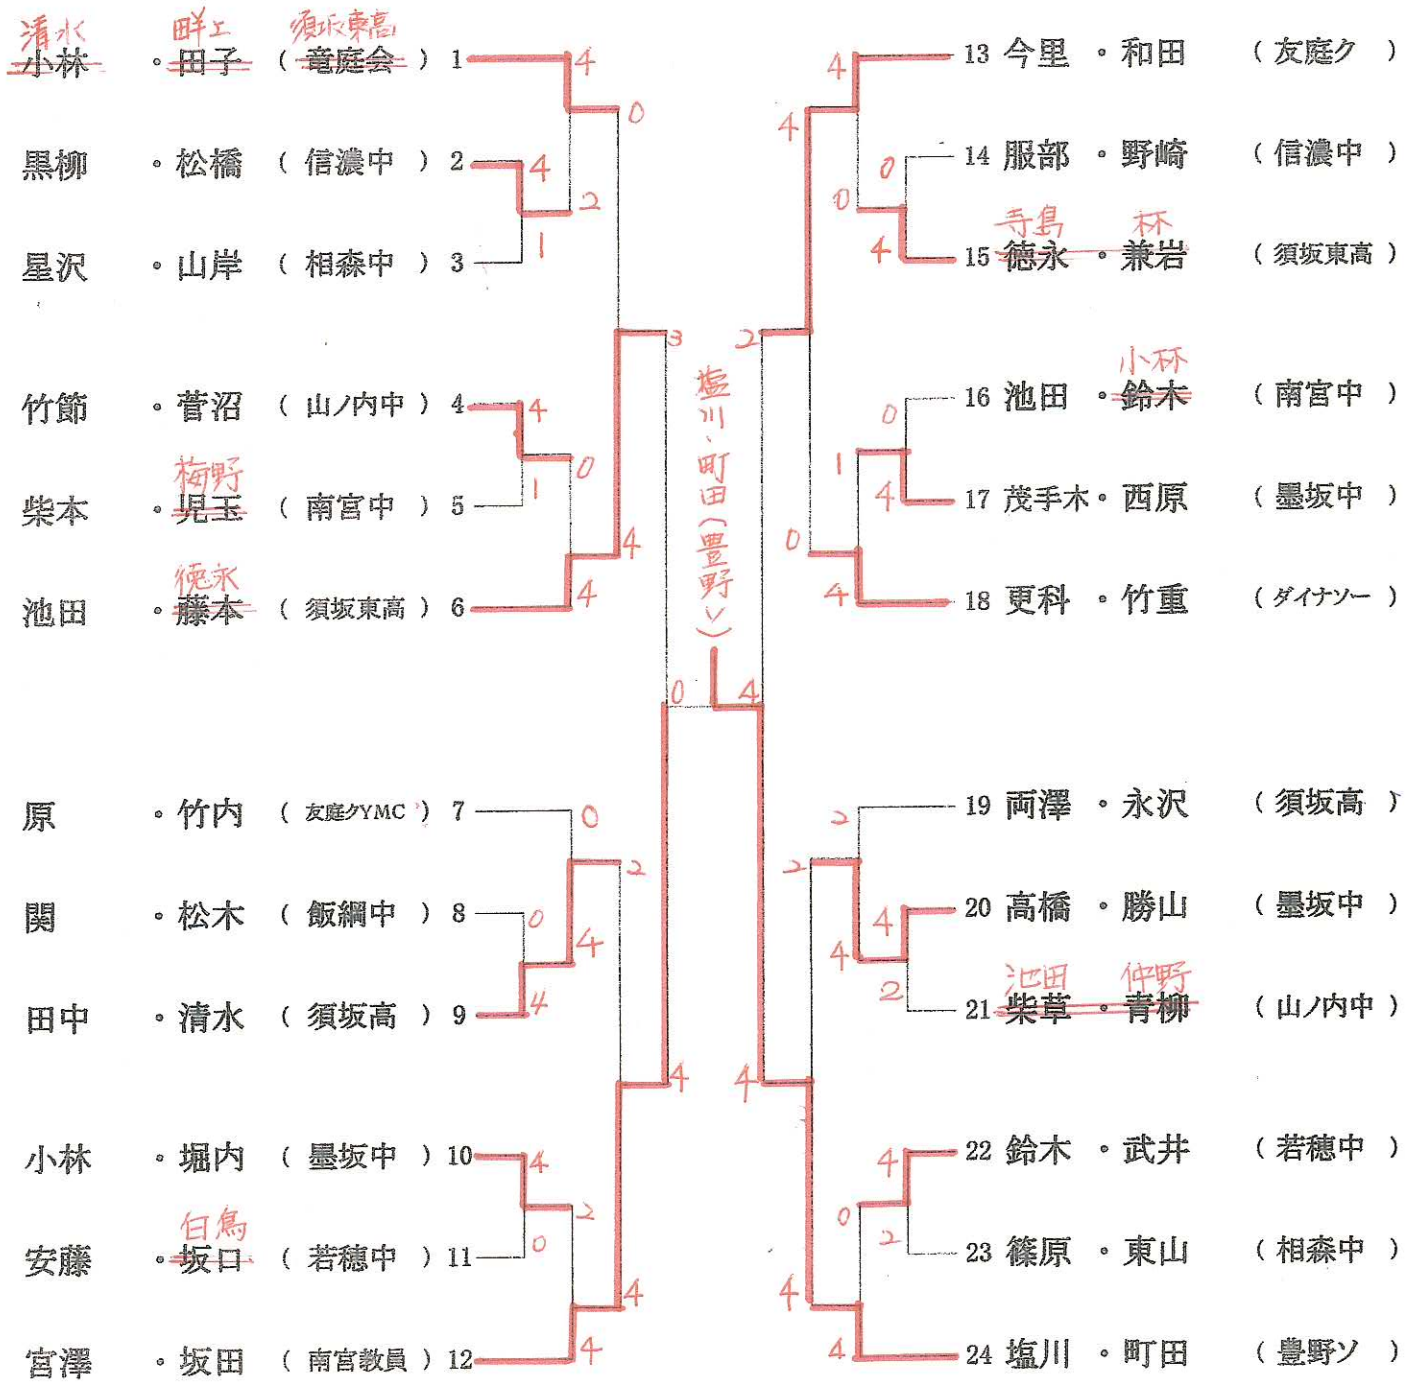 清水 畔上 須坂東高
小林 ・田子 ( 竜庭会 ) 1
4
0
黒柳 ・松橋 ( 信濃中 ) 2
4
2
1
星沢 ・山岸 ( 相森中 ) 3
3
竹節 ・菅沼 ( 山ノ内中 ) 4
4
梅野
0
1
柴本 ・児玉 ( 南宮中 ) 5
4
徳永
4
池田 ・藤本 ( 須坂東高 ) 6
0
原 ・竹内 ( 友庭クYMC ) 7
0
2
関 ・松木 ( 飯綱中 ) 8
0
4
4
田中 ・清水 ( 須坂高 ) 9
4
小林 ・堀内 ( 墨坂中 ) 10
4
2
白鳥
0
安藤 ・坂口 ( 若穂中 ) 11
4
4
宮澤 ・坂田 ( 南宮教員 ) 12
塩川、町田(豊野ソ)
13 今里 ・和田 ( 友庭ク )
4
4
14 服部 ・野崎 ( 信濃中 )
0
0
寺島 林
4
15 徳永 ・兼岩 ( 須坂東高 )
2
小林
16 池田 ・鈴木 ( 南宮中 )
0
1
4
17 茂手木・西原 ( 墨坂中 )
0
4
18 更科 ・竹重 ( ダイナソー )
4
19 両澤 ・永沢 ( 須坂高 )
2
2
20 高橋 ・勝山 ( 墨坂中 )
4
4
池田 仲野
2
21 柴草 ・青柳 ( 山ノ内中 )
4
22 鈴木 ・武井 ( 若穂中 )
4
0
2
23 篠原 ・東山 ( 相森中 )
4
4
24 塩川 ・町田 ( 豊野ソ )